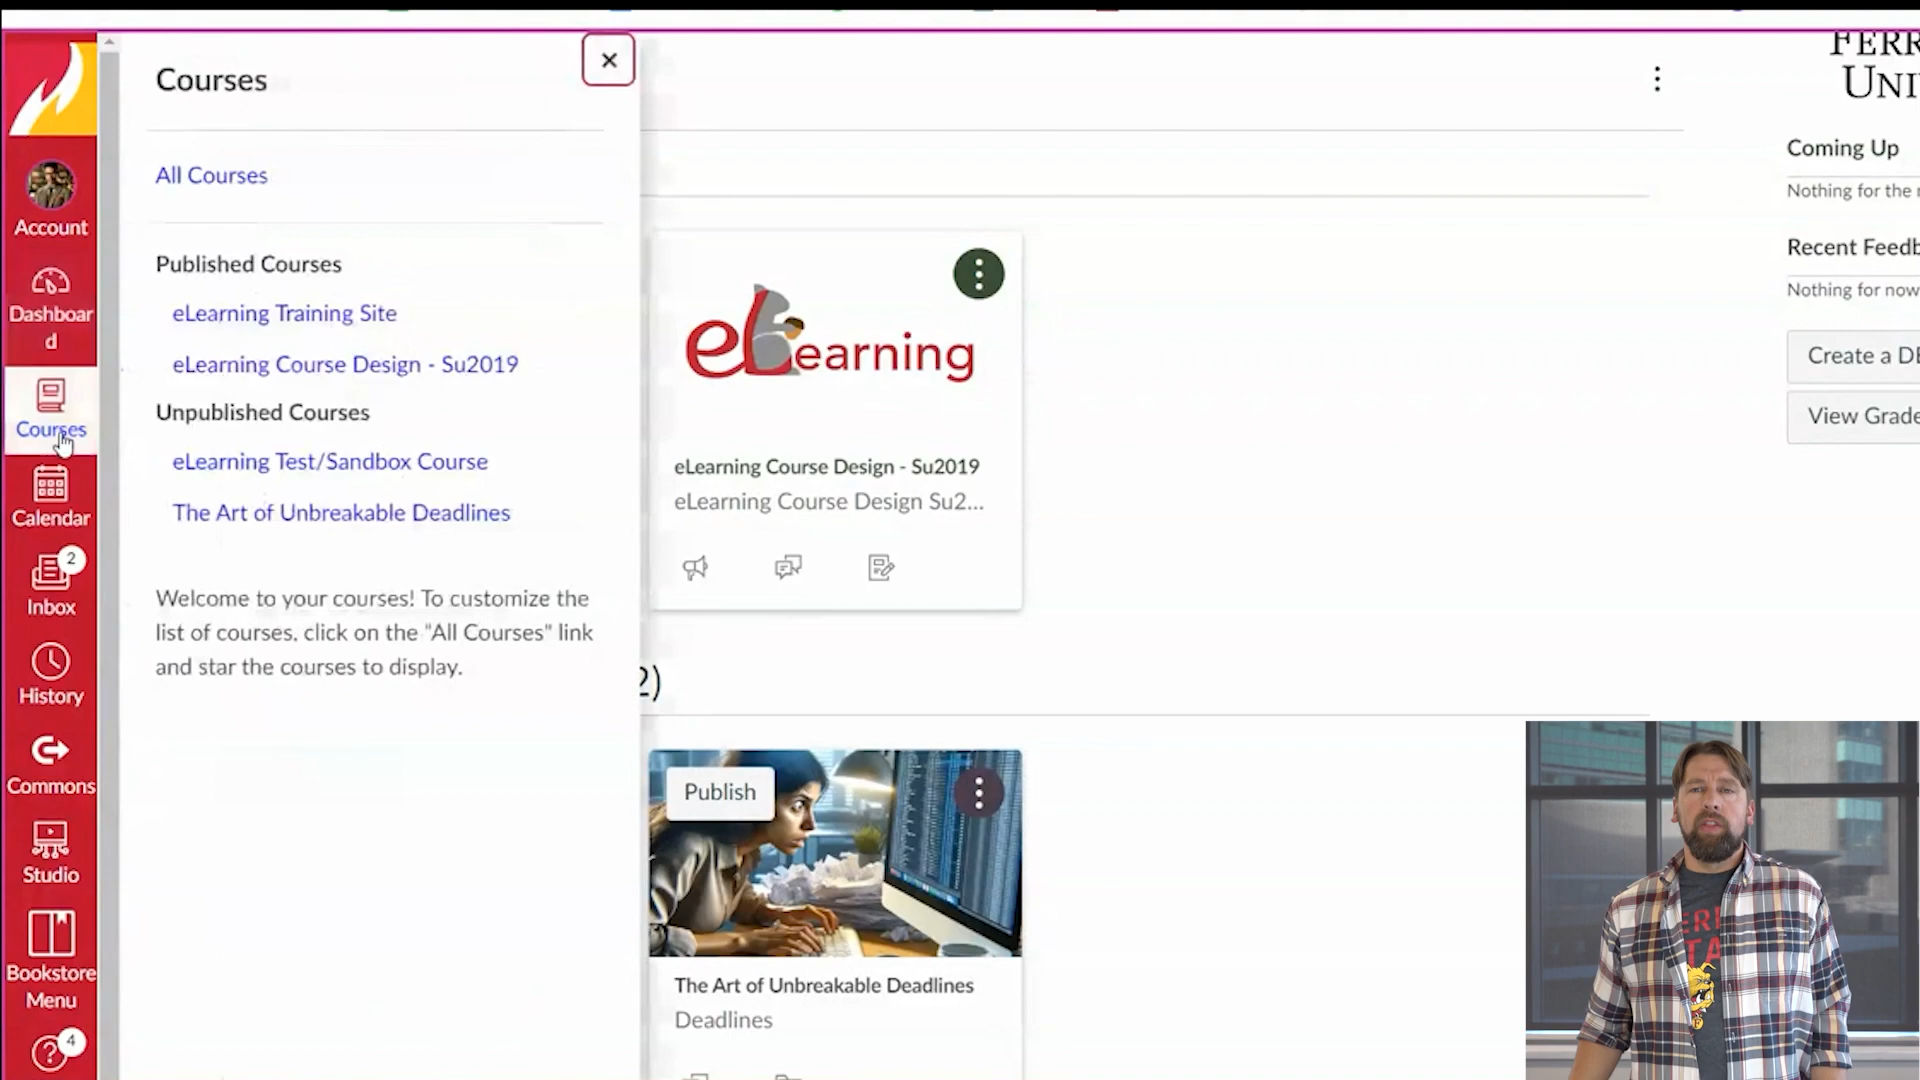 Account
Dashboar
d
Courses
Calendar
2
Inbox
History
Commons
Studio
Bookstore
Menu
4
Courses
All Courses
Published Courses
eLearning Training Site
eLearning Course Design - Su2019
Unpublished Courses
eLearning Test/Sandbox Course
The Art of Unbreakable Deadlines
Welcome to your courses! To customize the
list of courses, click on the "All Courses" link
and star the courses to display.
eLearning
eLearning Course Design - Su2019
eLearning Course Design Su2...
2)
Publish
The Art of Unbreakable Deadlines
Deadlines
FERR
UNI
Coming Up
Nothing for the
Recent Feedb
Nothing for now
Create a DE
View Grade